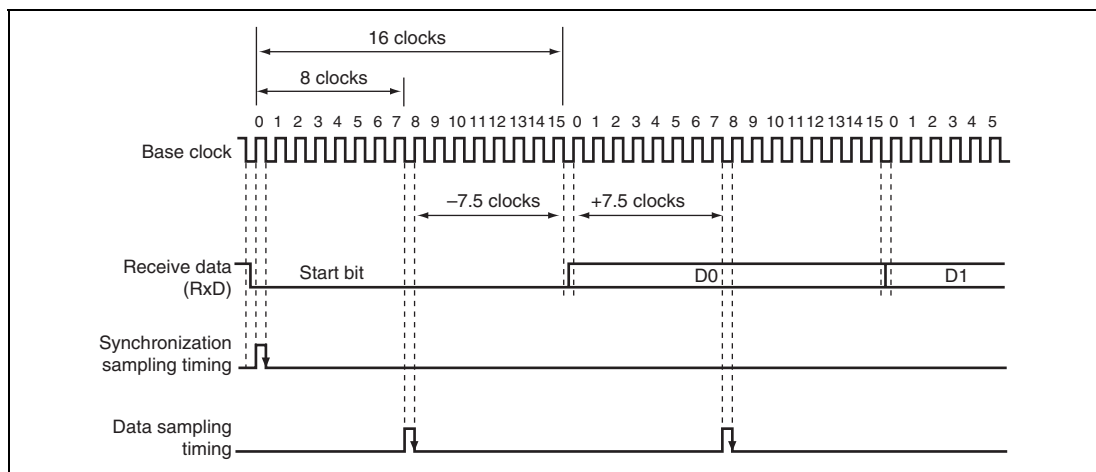 16 clocks
8 clocks
0 1 2 3 4 5 6 7 8 9 10 11 12 13 14 15 0 1 2 3 4 5 6 7 8 9 10 11 12 13 14 15 0 1 2 3 4 5
Base clock
–7.5 clocks +7.5 clocks
Receive data
(RxD)
Start bit D0 D1
Synchronization
sampling timing
Data sampling
timing